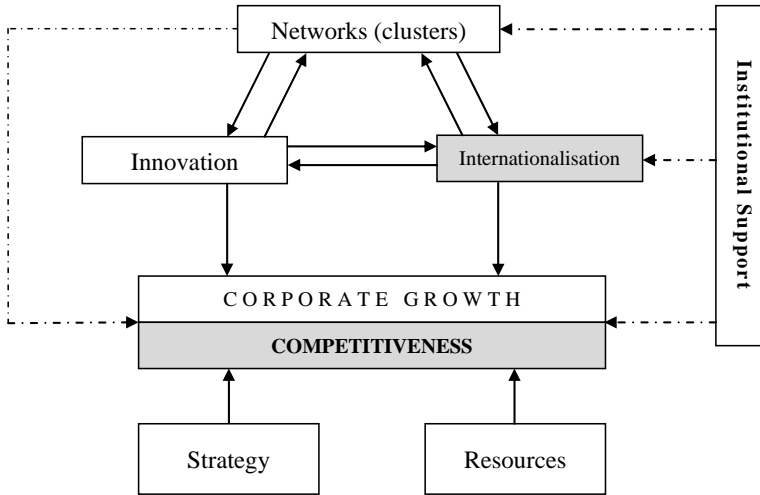 Networks (clusters)
Innovation
Internationalisation
Institutional Support
CORPORATE GROWTH
COMPETITIVENESS
Strategy
Resources